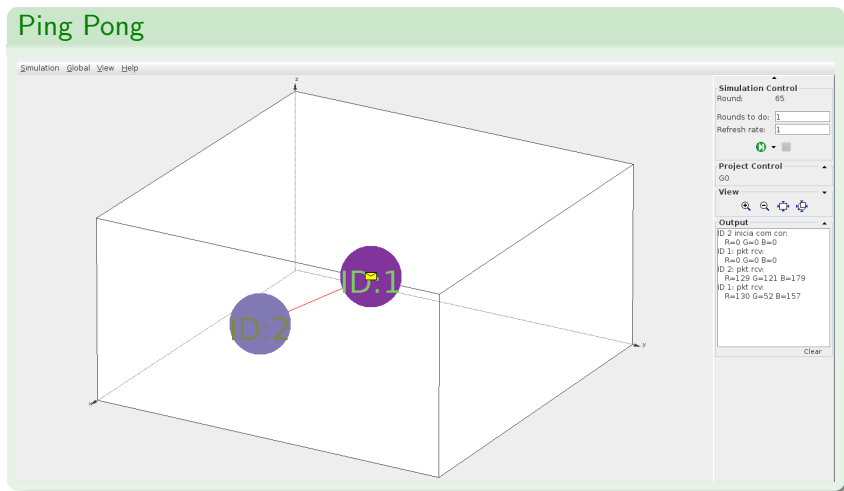 Ping Pong
Simulation Global View Help
z
y
x
ID:1
ID:2
Simulation Control
Round: 65
Rounds to do: 1
Refresh rate: 1
Project Control
G0
View
Output
ID 2 inicia com cor:
R=0 G=0 B=0
ID 1: pkt rcv:
R=0 G=0 B=0
ID 2: pkt rcv:
R=129 G=121 B=179
ID 1: pkt rcv:
R=130 G=52 B=157
Clear